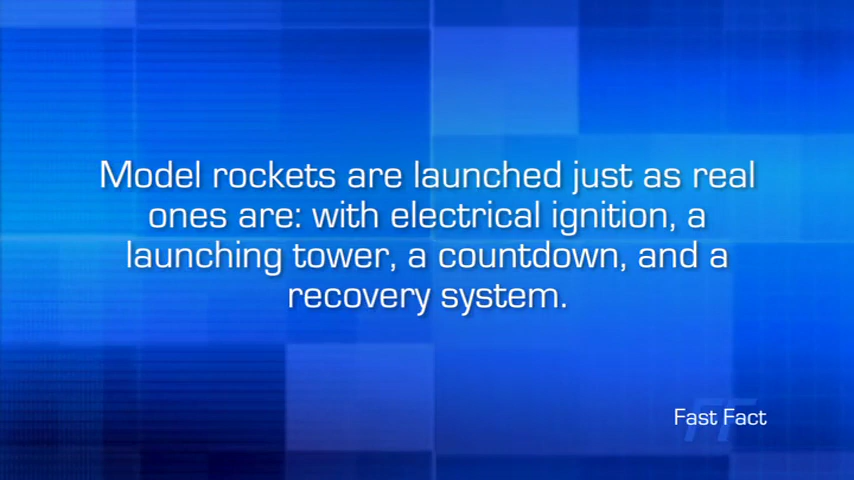 Model rockets are launched just as real
ones are: with electrical ignition, a
launching tower, a countdown, and a
recovery system.
FF
Fast Fact